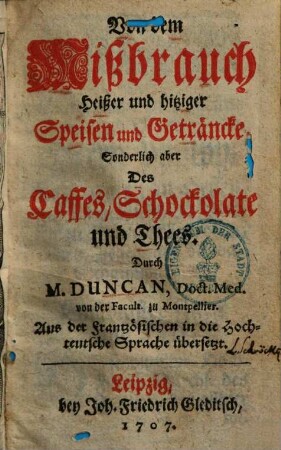 Von dem
Mißbrauch
Heißer und hitziger
Speisen und Geträncke,
Sonderlich aber
Des
Caffes, Schockolate
und Thees.
Durch
M. DUNCAN, Doct. Med.
von der Facult. zu Montpellier.
Aus der Frantzösischen in die Hoch-
teutsche Sprache übersetzt.
Leipzig,
bey Joh. Friedrich Gleditsch,
1707.